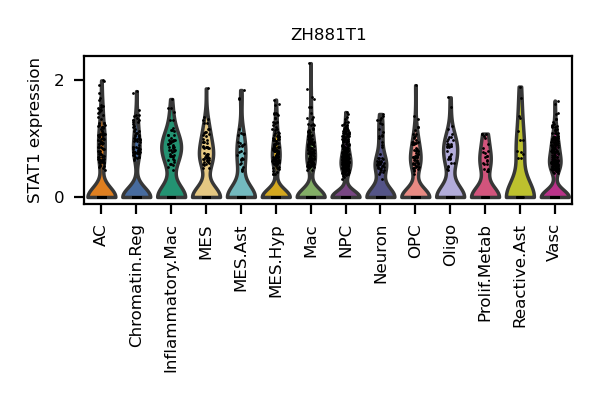 ZH881T1
STAT1 expression
2
0
AC
Chromatin.Reg
Inflammatory.Mac
MES
MES.Ast
MES.Hyp
Mac
NPC
Neuron
OPC
Oligo
Prolif.Metab
Reactive.Ast
Vasc